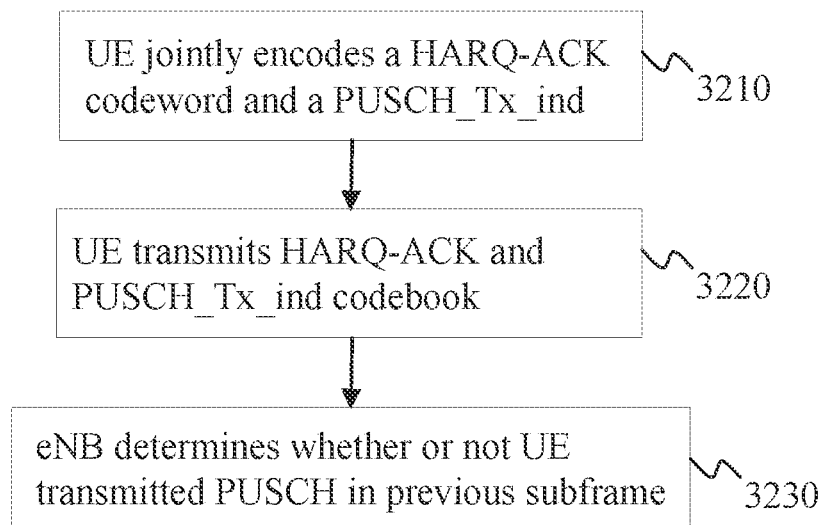 UE jointly encodes a HARQ-ACK
codeword and a PUSCH_Tx_ind
3210
UE transmits HARQ-ACK and
PUSCH_Tx_ind codebook
3220
eNB determines whether or not UE
transmitted PUSCH in previous subframe
3230